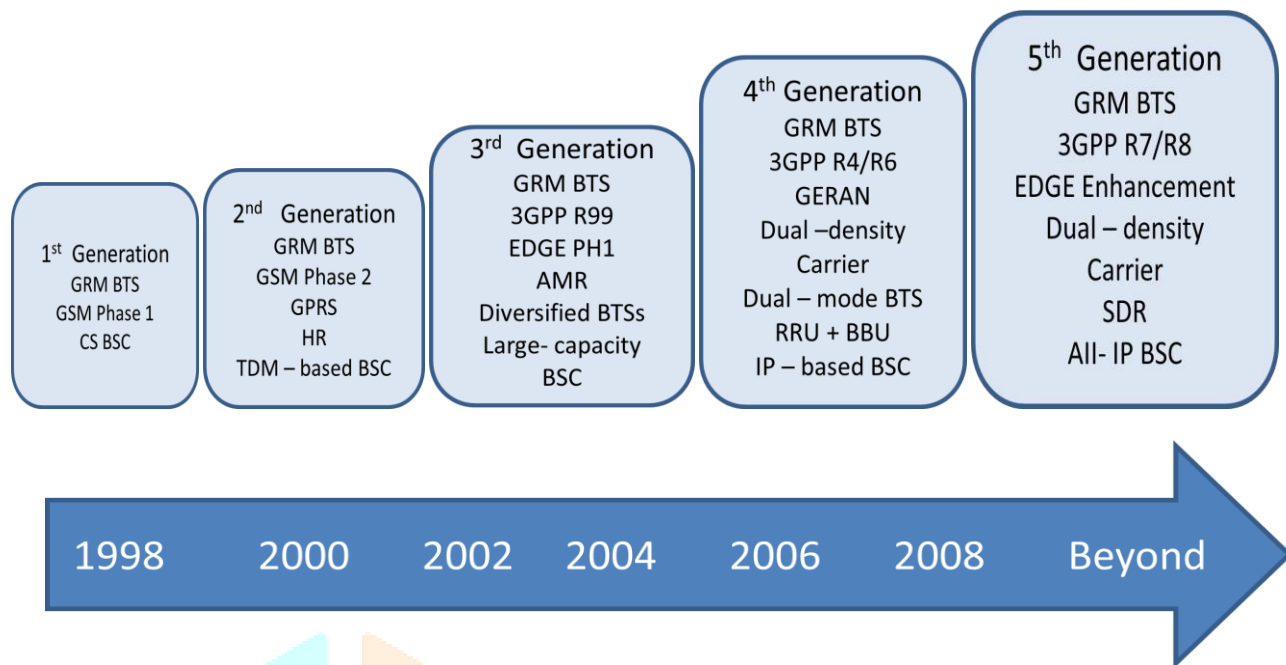 1st Generation
GRM BTS
GSM Phase 1
CS BSC
2nd Generation
GRM BTS
GSM Phase 2
GPRS
HR
TDM – based BSC
3rd Generation
GRM BTS
3GPP R99
EDGE PH1
AMR
Diversified BTSs
Large- capacity
BSC
4th Generation
GRM BTS
3GPP R4/R6
GERAN
Dual –density
Carrier
Dual – mode BTS
RRU + BBU
IP – based BSC
5th Generation
GRM BTS
3GPP R7/R8
EDGE Enhancement
Dual – density
Carrier
SDR
AII- IP BSC
1998 2000 2002 2004 2006 2008 Beyond